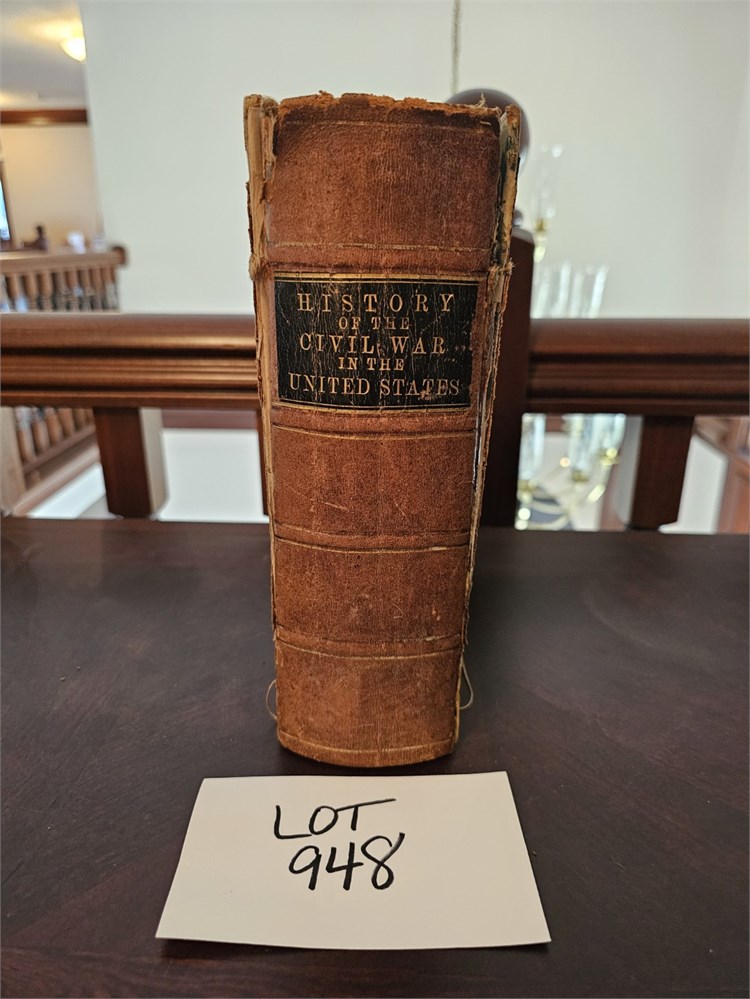 HISTORY
OF THE
CIVIL WAR
IN THE
UNITED STATES
LOT
948